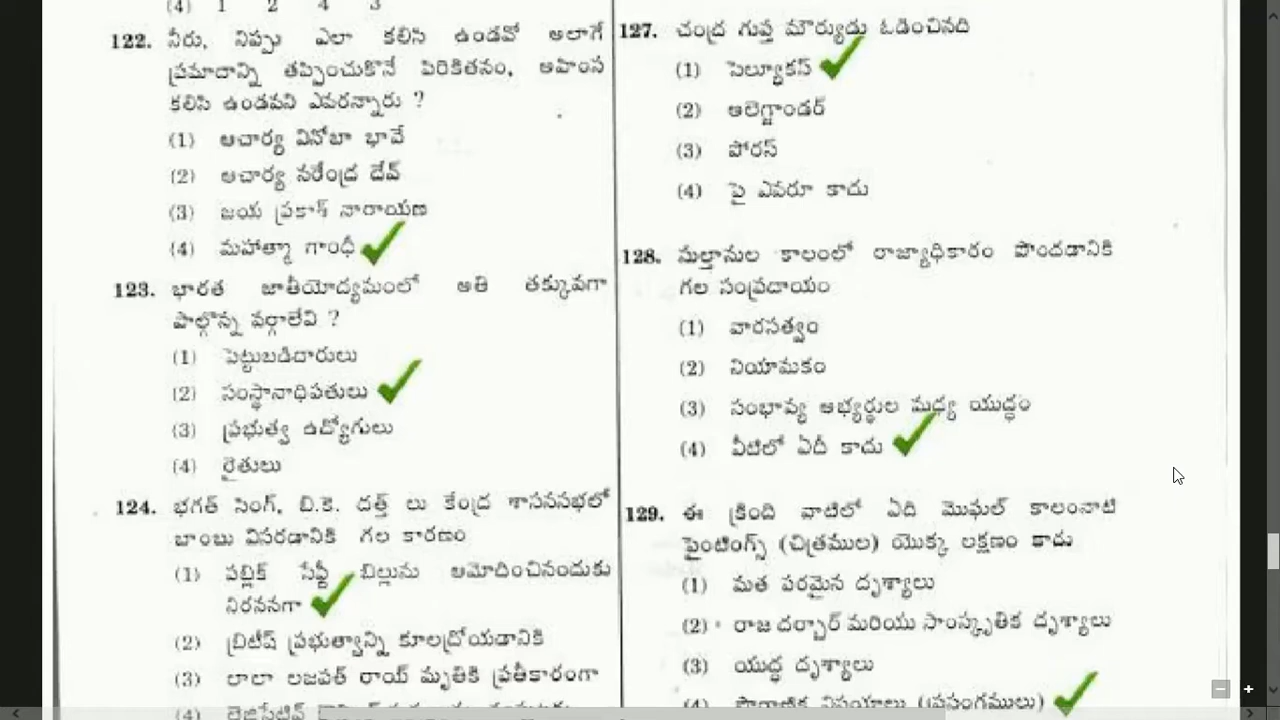 (4) 1 2 4 3
122. నీరు, నిప్పు ఎలా కలిసి ఉండవో అలాగే
ప్రమాదాన్ని తప్పించుకొనే పిరికితనం, అహింస
కలిసి ఉండవని ఎవరన్నారు ?
(1) ఆచార్య వినోబా భావే
(2) ఆచార్య నరేంద్ర దేవ్
(3) జయ ప్రకాశ్ నారాయణ
(4) మహాత్మా గాంధీ
123. భారత జాతీయోద్యమంలో అతి తక్కువగా
పాల్గొన్న వర్గాలేవి ?
(1) పెట్టుబడిదారులు
(2) సంస్థానాధిపతులు
(3) ప్రభుత్వ ఉద్యోగులు
(4) రైతులు
124. భగత్ సింగ్, బి.కె. దత్త్ లు కేంద్ర శాసనసభలో
బాంబు విసరడానికి గల కారణం
(1) పబ్లిక్ సేఫ్టీ బిల్లును ఆమోదించినందుకు
నిరసనగా
(2) బ్రిటీష్ ప్రభుత్వాన్ని కూలద్రోయడానికి
(3) లాలా లజపత్ రాయ్ మృతికి ప్రతీకారంగా
(4)
127. చంద్ర గుప్త మౌర్యుడు ఓడించినది
(1) సెల్యూకస్
(2) అలెగ్జాండర్
(3) పోరస్
(4) పై ఎవరూ కాదు
128. సుల్తానుల కాలంలో రాజ్యాధికారం పొందడానికి
గల సంప్రదాయం
(1) వారసత్వం
(2) నియామకం
(3) సంభావ్య అభ్యర్థుల మధ్య యుద్ధం
(4) వీటిలో ఏదీ కాదు
129. ఈ క్రింది వాటిలో ఏది మొఘల్ కాలంనాటి
పైంటింగ్స్ (చిత్రముల) యొక్క లక్షణం కాదు
(1) మత పరమైన దృశ్యాలు
(2) రాజ దర్బార్ మరియు సాంస్కృతిక దృశ్యాలు
(3) యుద్ధ దృశ్యాలు
(4) పౌరాణిక విషయాలు (ప్రసంగములు)